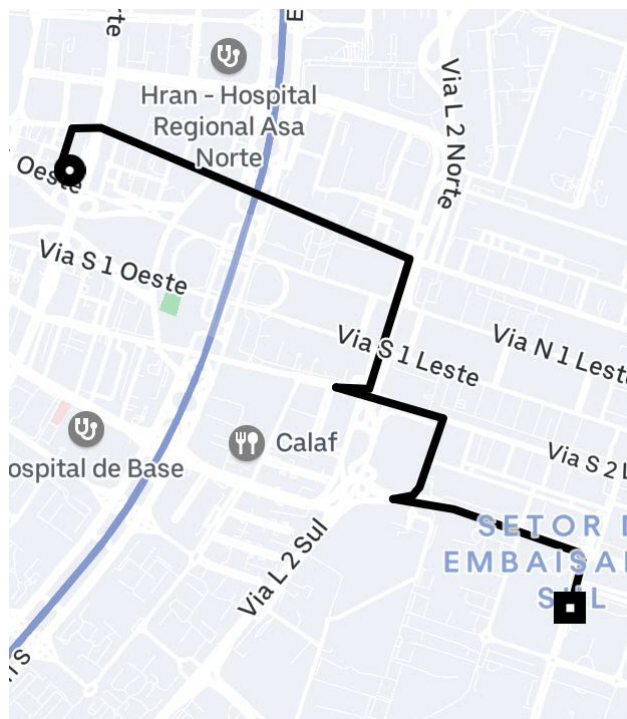 Via L 2 Norte
Hran - Hospital
Regional Asa
Norte
Oeste
Via S 1 Oeste
Via S 1 Leste
Via N 1 Leste
Calaf
ospital de Base
Via S 2 L
Via L 2 Sul
SETOR D
EMBAISA
SUL